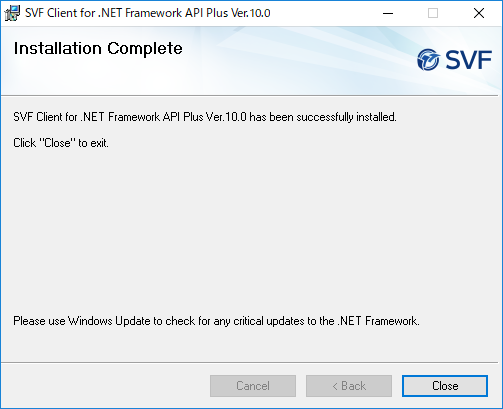 SVF Client for .NET Framework API Plus Ver.10.0
Installation Complete
SVF
SVF Client for .NET Framework API Plus Ver.10.0 has been successfully installed.
Click "Close" to exit.
Please use Windows Update to check for any critical updates to the .NET Framework.
Cancel
< Back
Close